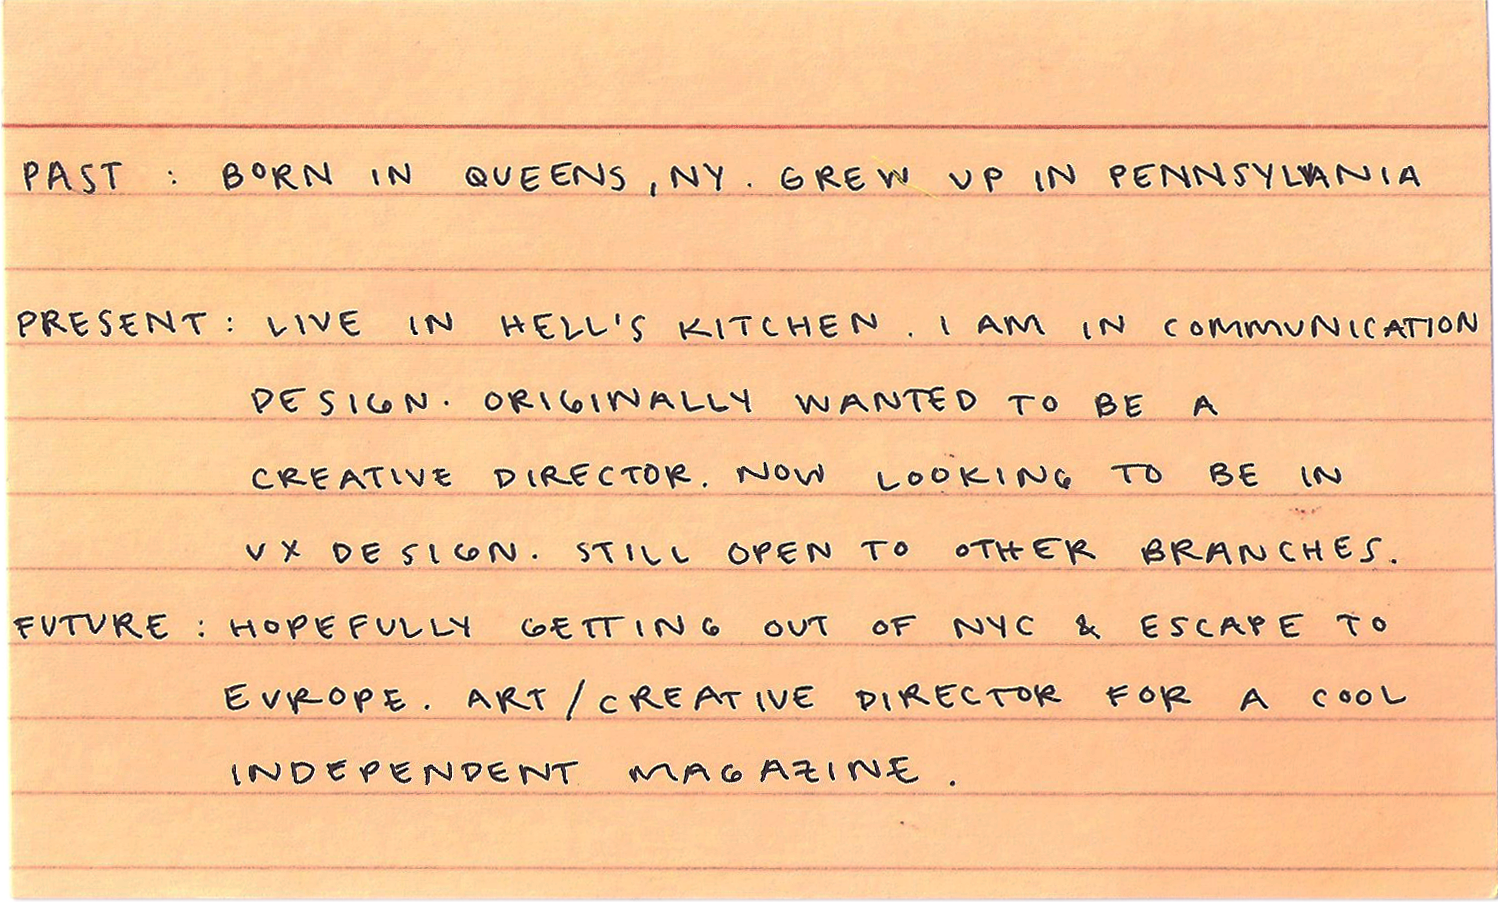 PAST : BORN IN QUEENS, NY. GREW UP IN PENNSYLVANIA
PRESENT: LIVE IN HELL'S KITCHEN. I AM IN COMMUNICATION
DESIGN. ORIGINALLY WANTED TO BE A
CREATIVE DIRECTOR. NOW LOOKING TO BE IN
UX DESIGN. STILL OPEN TO OTHER BRANCHES.
FUTURE : HOPEFULLY GETTING OUT OF NYC & ESCAPE TO
EUROPE. ART/CREATIVE DIRECTOR FOR A COOL
INDEPENDENT MAGAZINE.